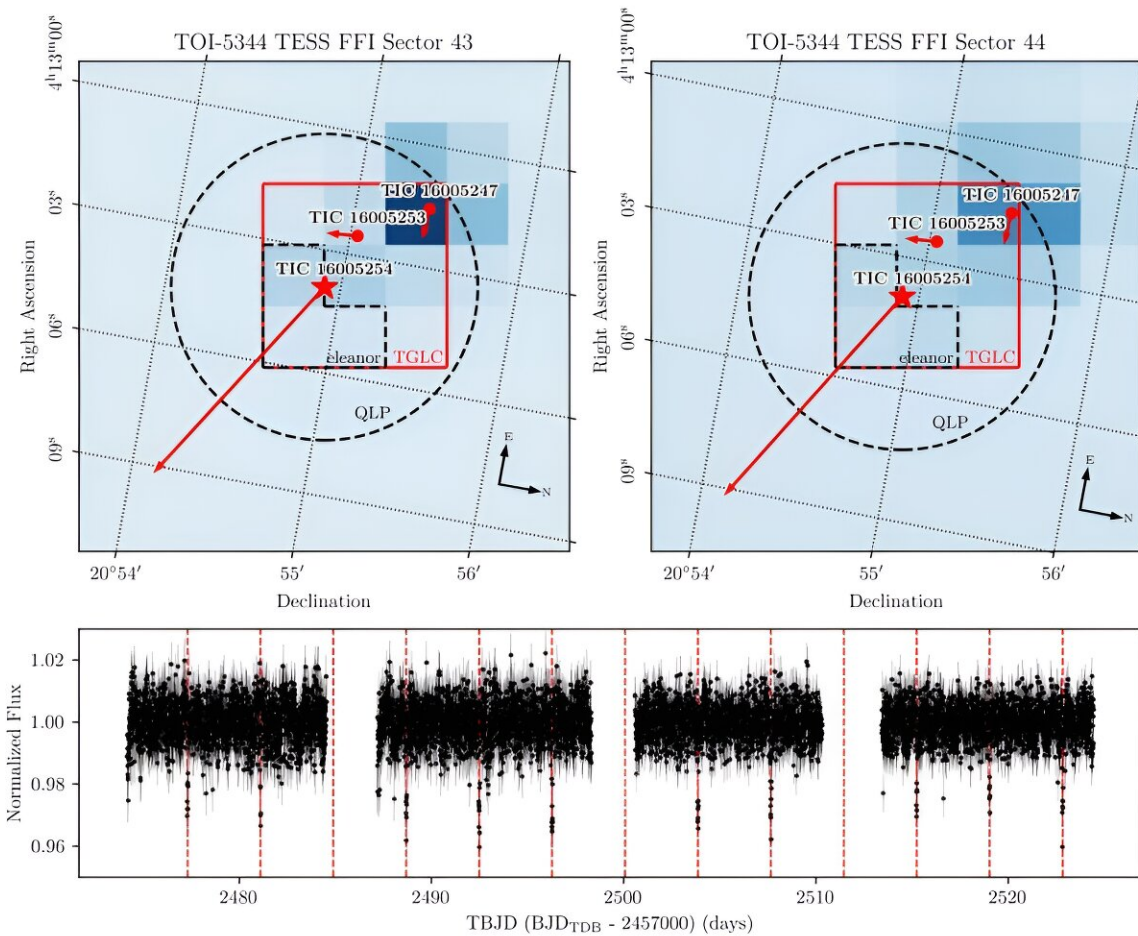 TOI-5344 TESS FFI Sector 43
4ʰ13ᵐ00ˢ
03ˢ
06ˢ
09ˢ
Right Ascension
TIC 16005247
TIC 16005253
TIC 16005254
eleanor
TGLC
QLP
E
N
20°54′
55′
56′
Declination
TOI-5344 TESS FFI Sector 44
4ʰ13ᵐ00ˢ
03ˢ
06ˢ
09ˢ
Right Ascension
TIC 16005247
TIC 16005253
TIC 16005254
eleanor
TGLC
QLP
E
N
20°54′
55′
56′
Declination
Normalized Flux
1.02
1.00
0.98
0.96
2480
2490
2500
2510
2520
TBJD (BJD_TDB - 2457000) (days)